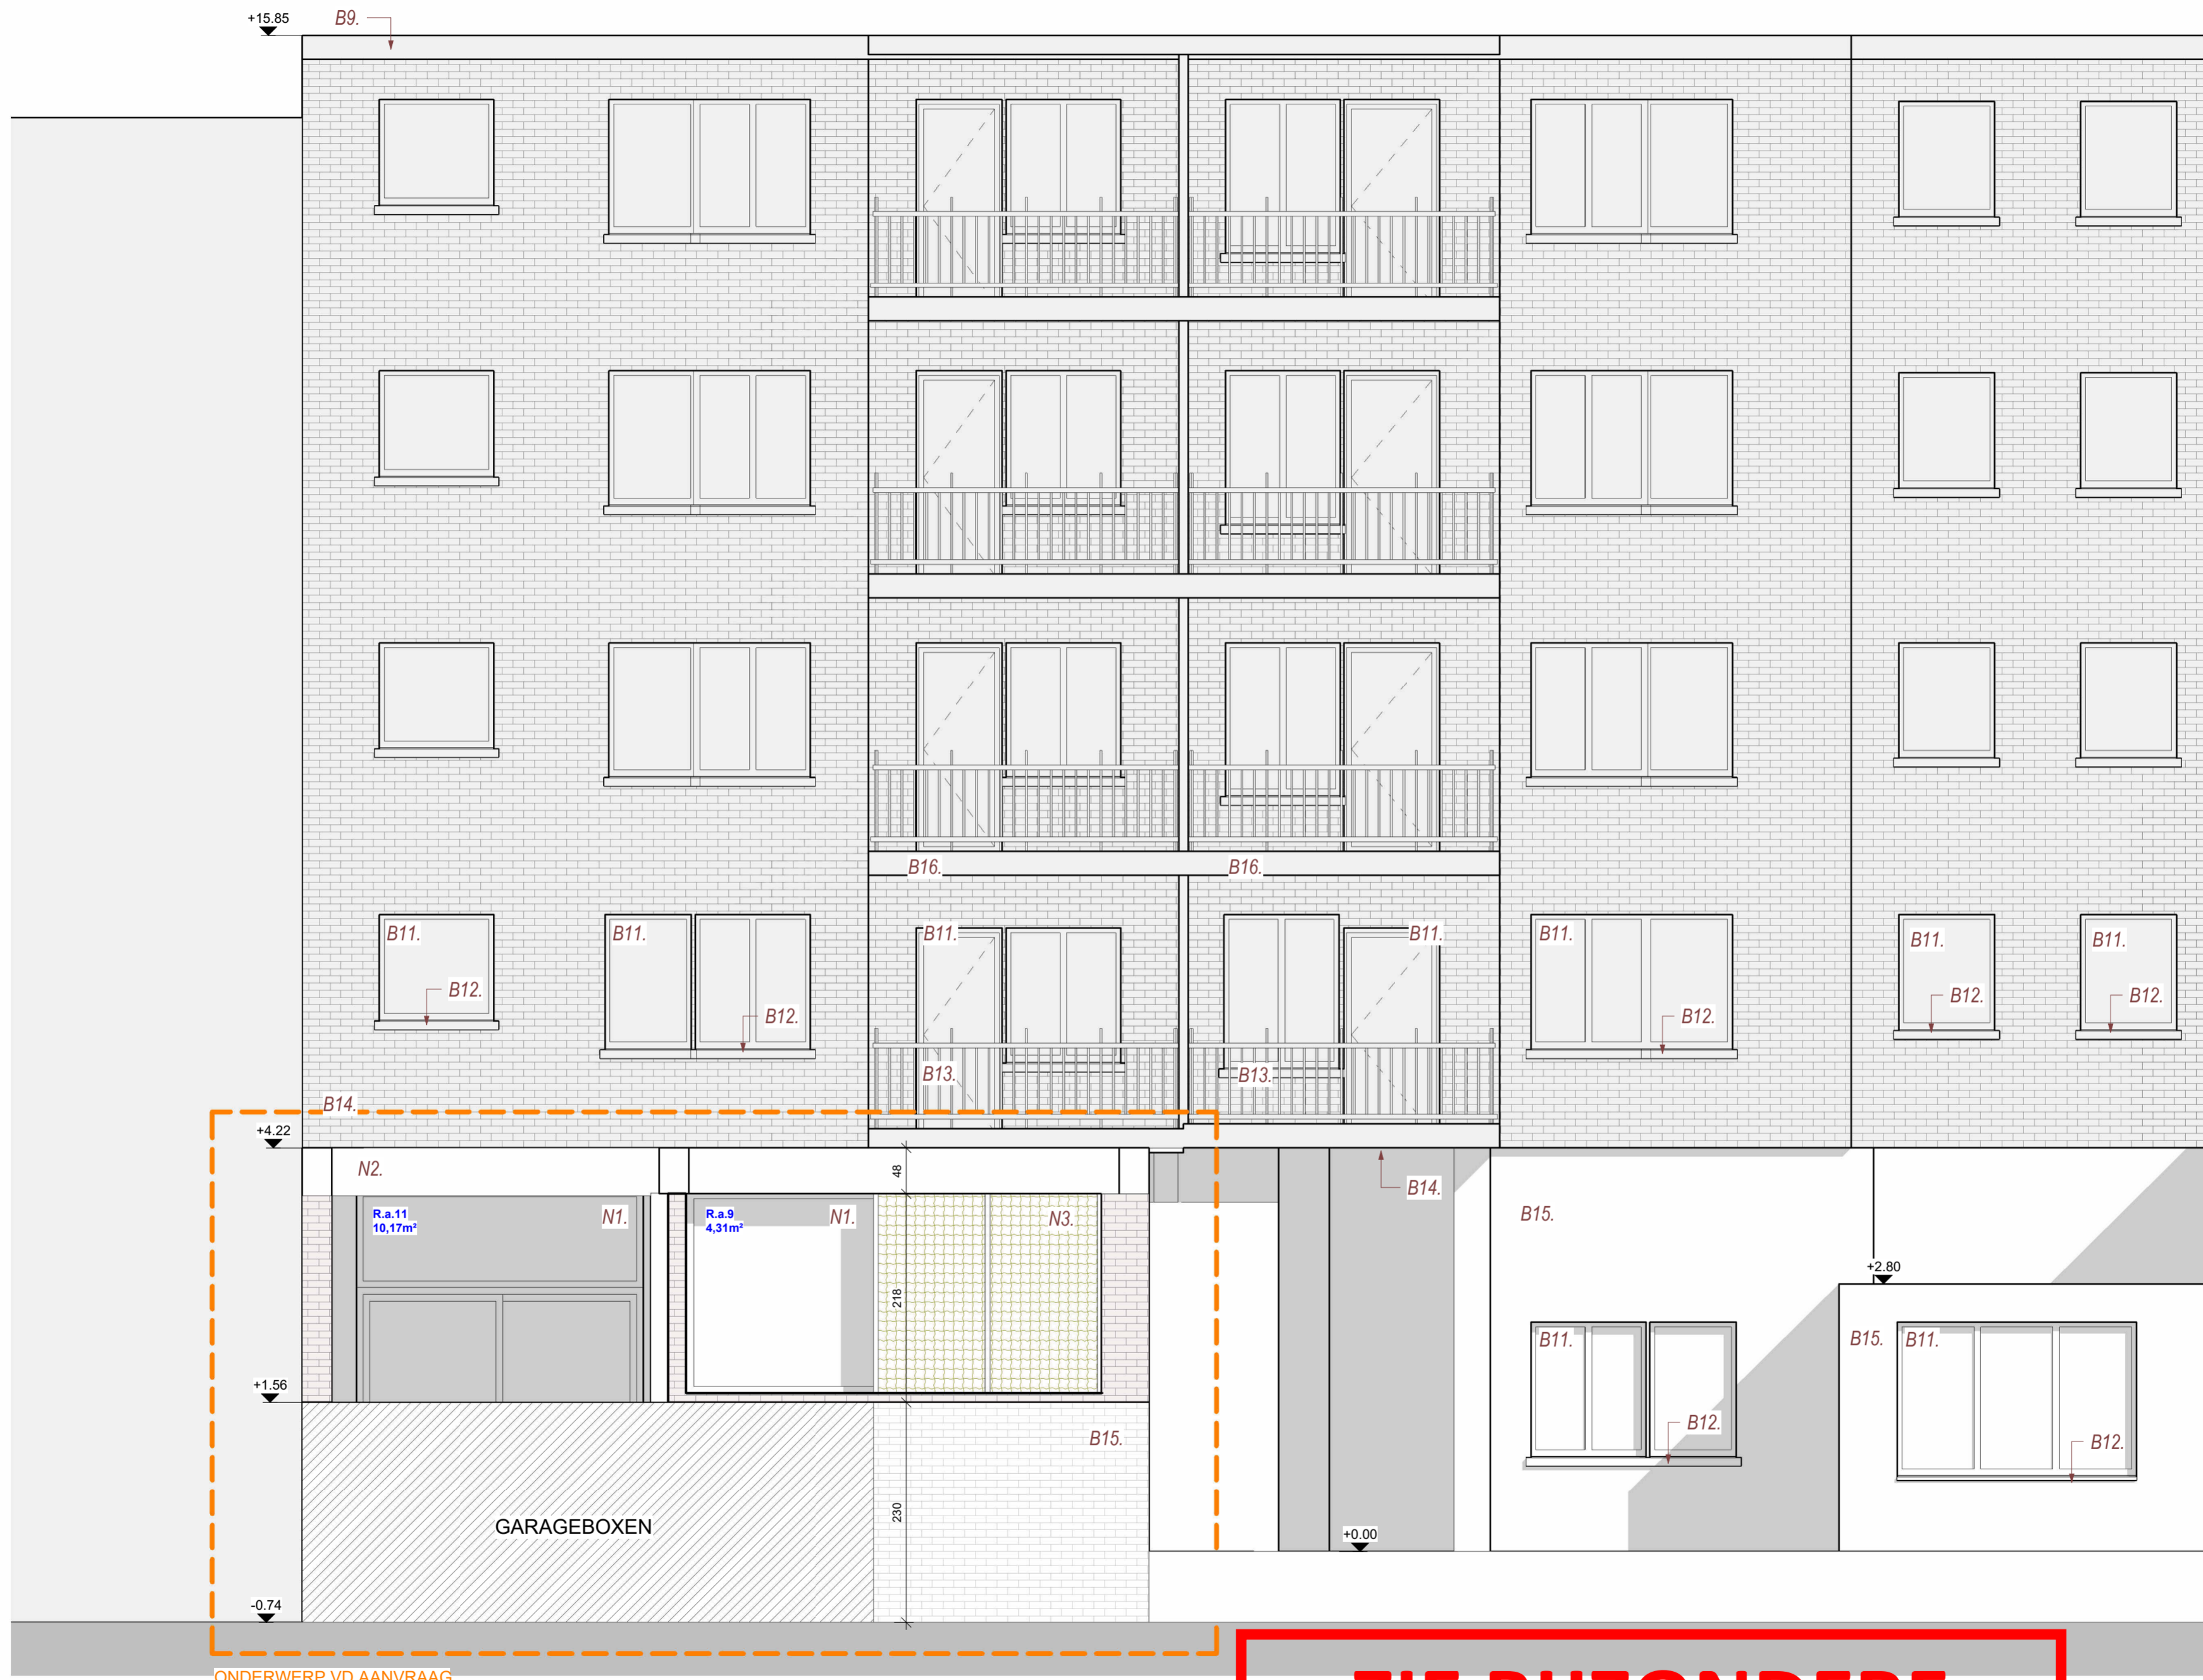 +15.85
B9.
B16.
B16.
B11.
B11.
B11.
B11.
B11.
B11.
B11.
B12.
B12.
B12.
B12.
B12.
B13.
B13.
B14.
+4.22
N2.
48
B14.
R.a.11
10,17m²
N1.
R.a.9
4,31m²
N1.
N3.
B15.
+2.80
218
B11.
B15.
B11.
+1.56
B12.
B12.
B15.
230
GARAGEBOXEN
+0.00
-0.74
ONDERWERP VD AANVRAAG
ZIE BIJZONDERE